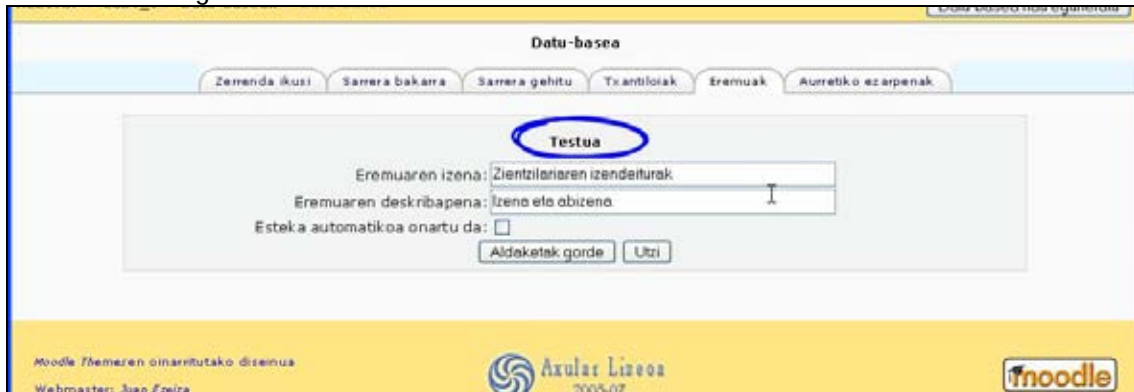 Datu-basea
Zerrenda ikusi Sarrera bakarra Sarrera gehitu Txantiloiak Eremuak Aurretiko ezarpenak
Testua
Eremuaren izena: Zientzilariaren izendeiturak
Eremuaren deskribapena: Izena eta abizena
Esteka automatikoa onartu da:
Aldaketak gorde Utzi
Moodle Themeren oinarritutako diseinua
Axular Lizeoa
moodle
Webmaster: Juan Ezeiza
2005-07